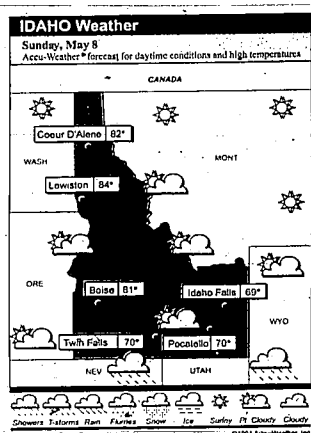 IDAHO Weather
Sunday, May 8
Accu-Weather® forecast for daytime conditions and high temperatures
CANADA
Coeur D'Alene 82°
WASH
MONT
Lewiston 84°
ORE
Boise 81°
Idaho Falls 69°
WYO
Twin Falls 70°
Pocatello 70°
NEV
UTAH
Showers T-storms Rain Flurries Snow Ice Sunny Pt. Cloudy Cloudy